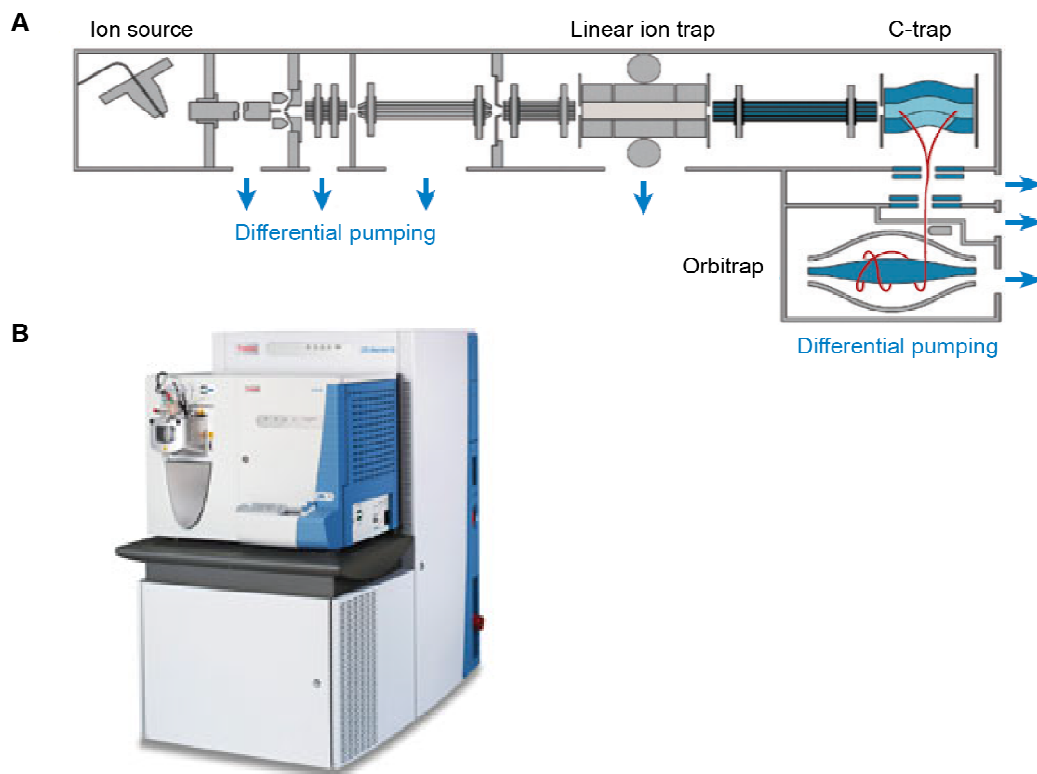 A
Ion source
Linear ion trap
C-trap
Differential pumping
Orbitrap
Differential pumping
B